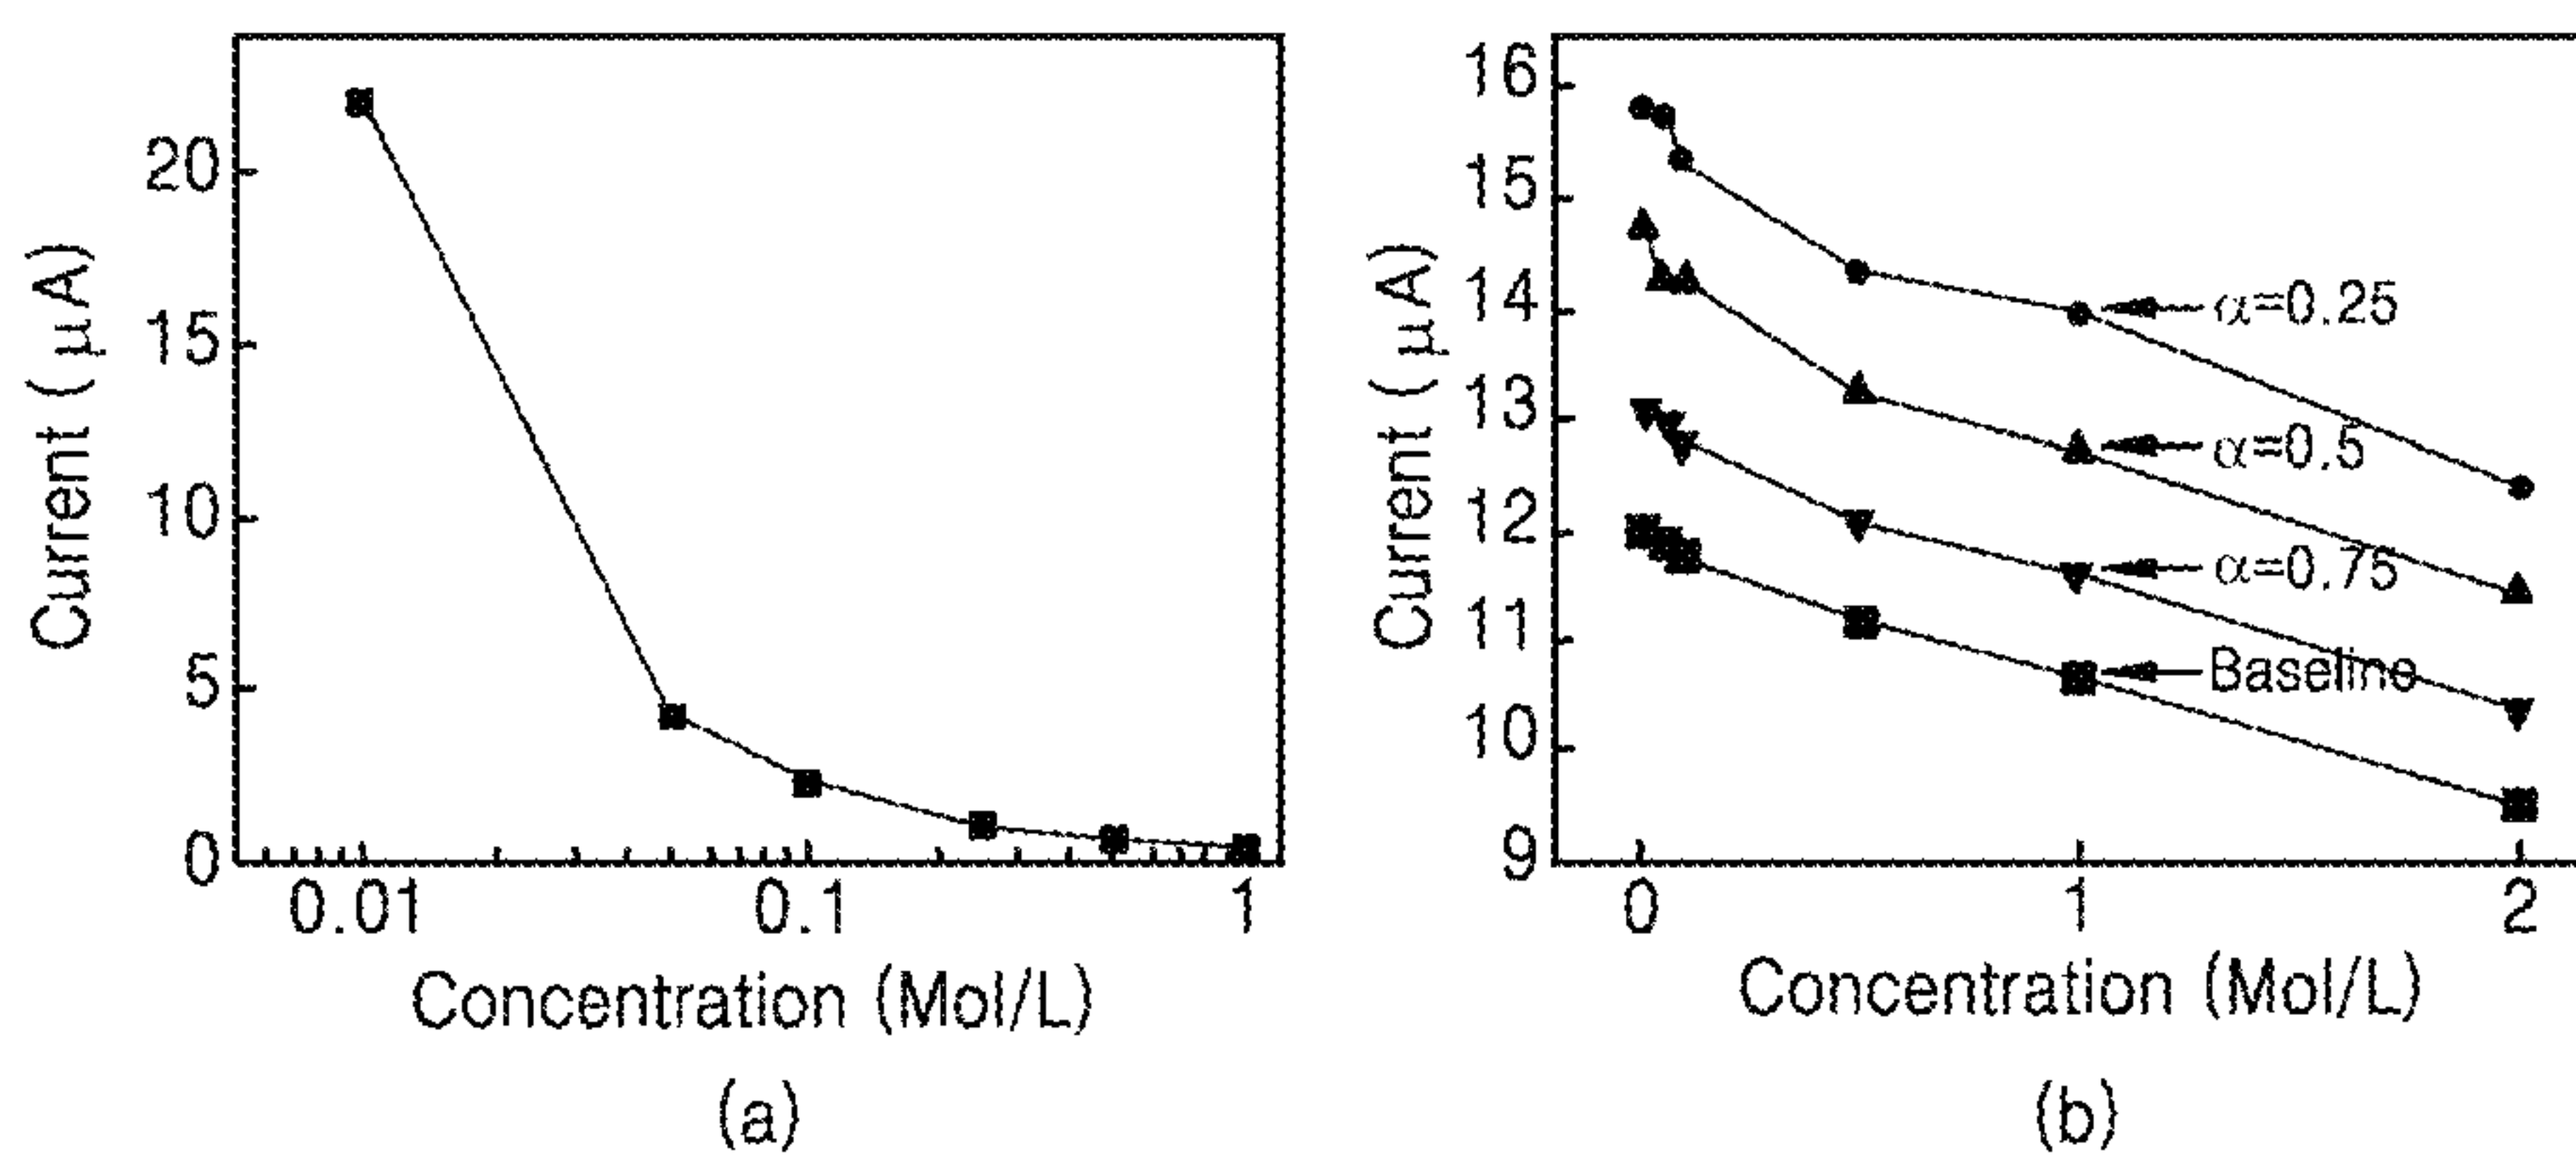 Current ( μA)
20
15
10
5
0
0.01 0.1 1
Concentration (Mol/L)
(a)
Current ( μA)
16
15
14
13
12
11
10
9
α=0.25
α=0.5
α=0.75
Baseline
0 1 2
Concentration (Mol/L)
(b)